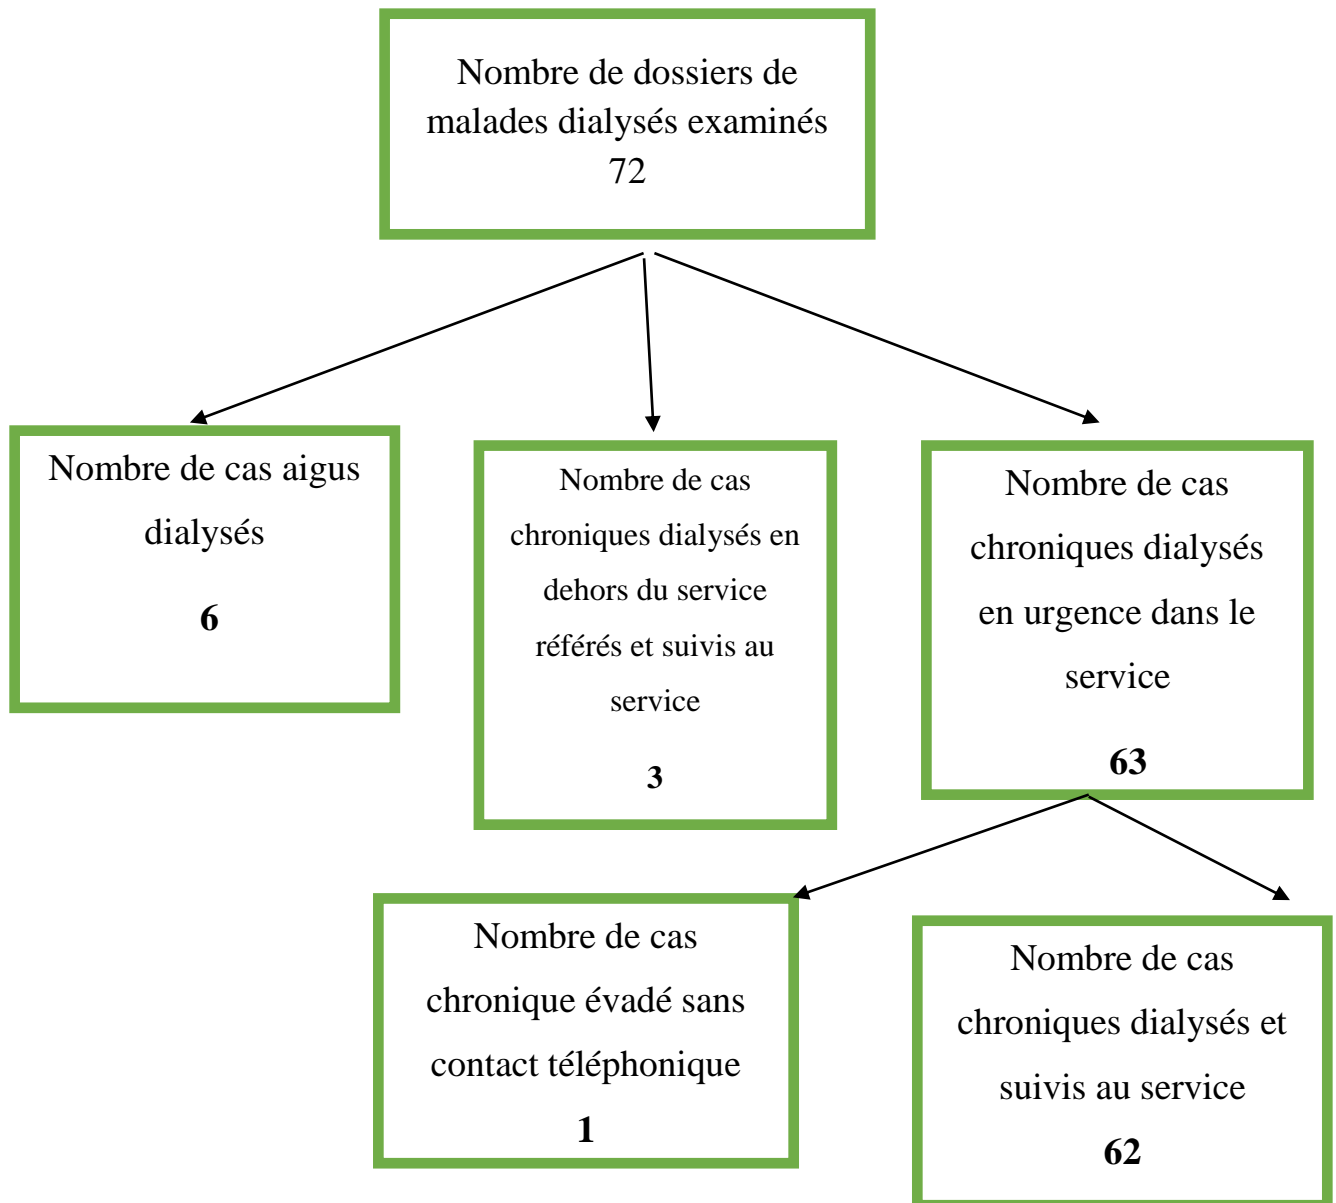 Nombre de dossiers de
malades dialysés examinés
72
Nombre de cas aigus
dialysés
6
Nombre de cas
chroniques dialysés en
dehors du service
référés et suivis au
service
3
Nombre de cas
chroniques dialysés
en urgence dans le
service
63
Nombre de cas
chronique évadé sans
contact téléphonique
1
Nombre de cas
chroniques dialysés et
suivis au service
62